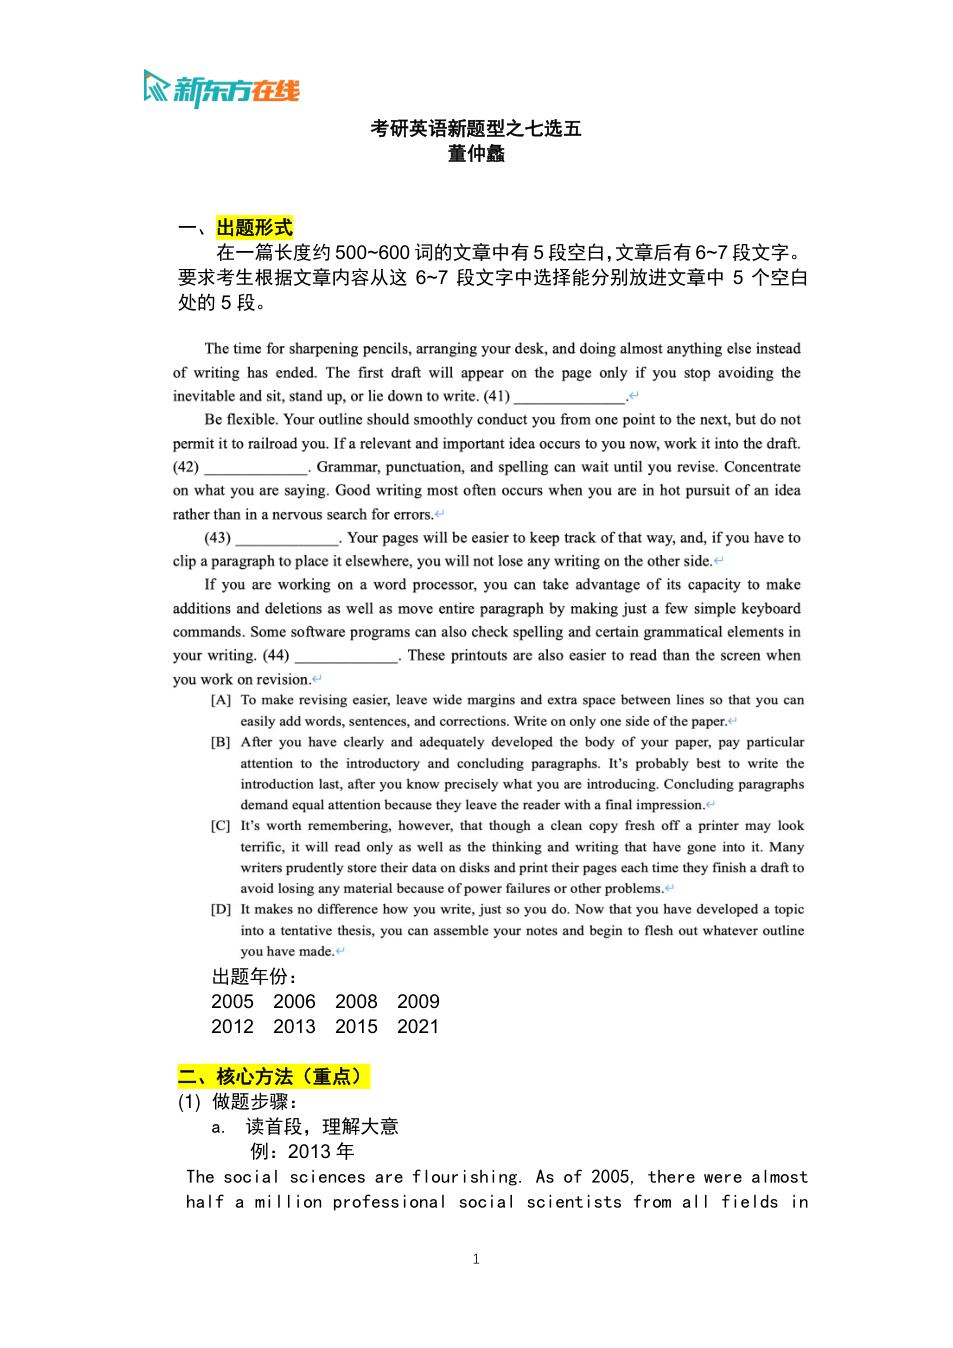 新东方在线
考研英语新题型之七选五
董仲蠡
一、出题形式
在一篇长度约 500~600 词的文章中有 5 段空白，文章后有 6~7 段文字。
要求考生根据文章内容从这 6~7 段文字中选择能分别放进文章中 5 个空白
处的 5 段。
The time for sharpening pencils, arranging your desk, and doing almost anything else instead
of writing has ended. The first draft will appear on the page only if you stop avoiding the
inevitable and sit, stand up, or lie down to write. (41) _______________.↵
Be flexible. Your outline should smoothly conduct you from one point to the next, but do not
permit it to railroad you. If a relevant and important idea occurs to you now, work it into the draft.
(42) ______________. Grammar, punctuation, and spelling can wait until you revise. Concentrate
on what you are saying. Good writing most often occurs when you are in hot pursuit of an idea
rather than in a nervous search for errors.↵
(43) ______________. Your pages will be easier to keep track of that way, and, if you have to
clip a paragraph to place it elsewhere, you will not lose any writing on the other side.↵
If you are working on a word processor, you can take advantage of its capacity to make
additions and deletions as well as move entire paragraph by making just a few simple keyboard
commands. Some software programs can also check spelling and certain grammatical elements in
your writing. (44) ______________. These printouts are also easier to read than the screen when
you work on revision.↵
[A] To make revising easier, leave wide margins and extra space between lines so that you can
easily add words, sentences, and corrections. Write on only one side of the paper.↵
[B] After you have clearly and adequately developed the body of your paper, pay particular
attention to the introductory and concluding paragraphs. It's probably best to write the
introduction last, after you know precisely what you are introducing. Concluding paragraphs
demand equal attention because they leave the reader with a final impression.↵
[C] It's worth remembering, however, that though a clean copy fresh off a printer may look
terrific, it will read only as well as the thinking and writing that have gone into it. Many
writers prudently store their data on disks and print their pages each time they finish a draft to
avoid losing any material because of power failures or other problems.↵
[D] It makes no difference how you write, just so you do. Now that you have developed a topic
into a tentative thesis, you can assemble your notes and begin to flesh out whatever outline
you have made.↵
出题年份：
2005 2006 2008 2009
2012 2013 2015 2021
二、核心方法（重点）
(1) 做题步骤：
a. 读首段，理解大意
例：2013 年
The social sciences are flourishing. As of 2005, there were almost
half a million professional social scientists from all fields in
1